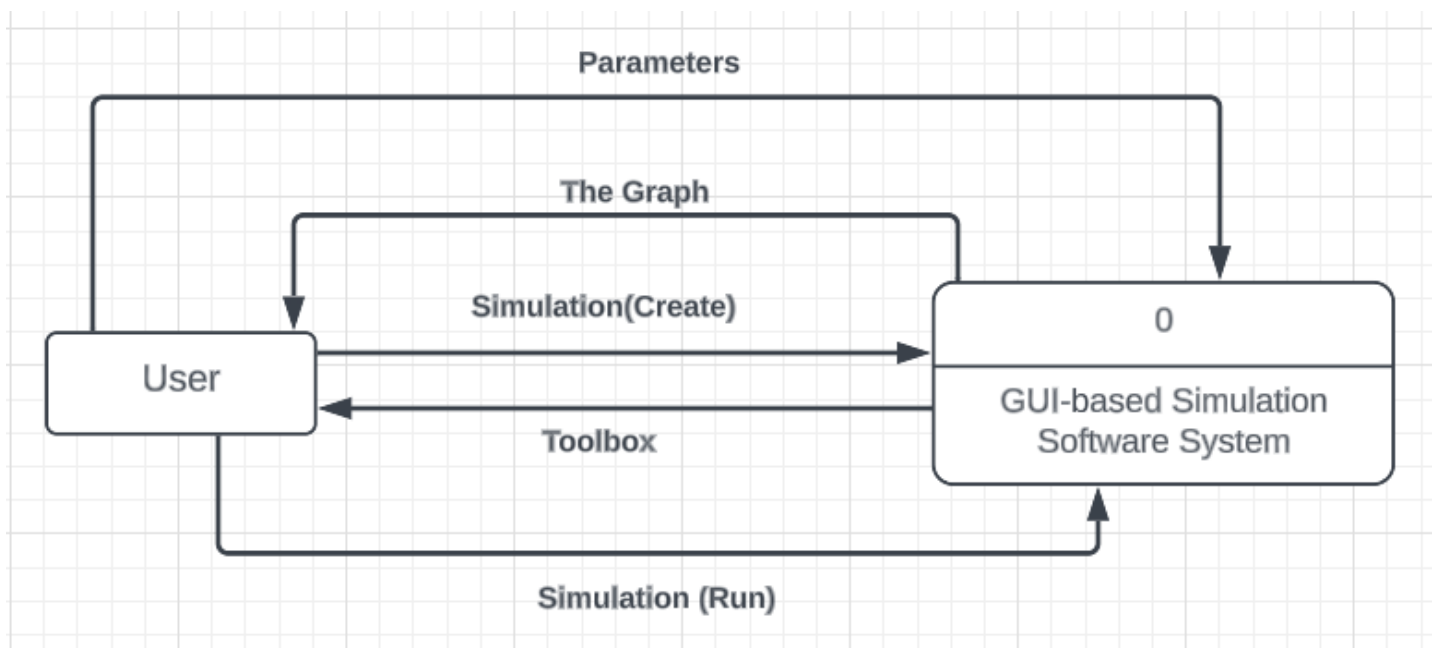 Parameters
The Graph
Simulation(Create)
0
User
GUI-based Simulation
Software System
Toolbox
Simulation (Run)